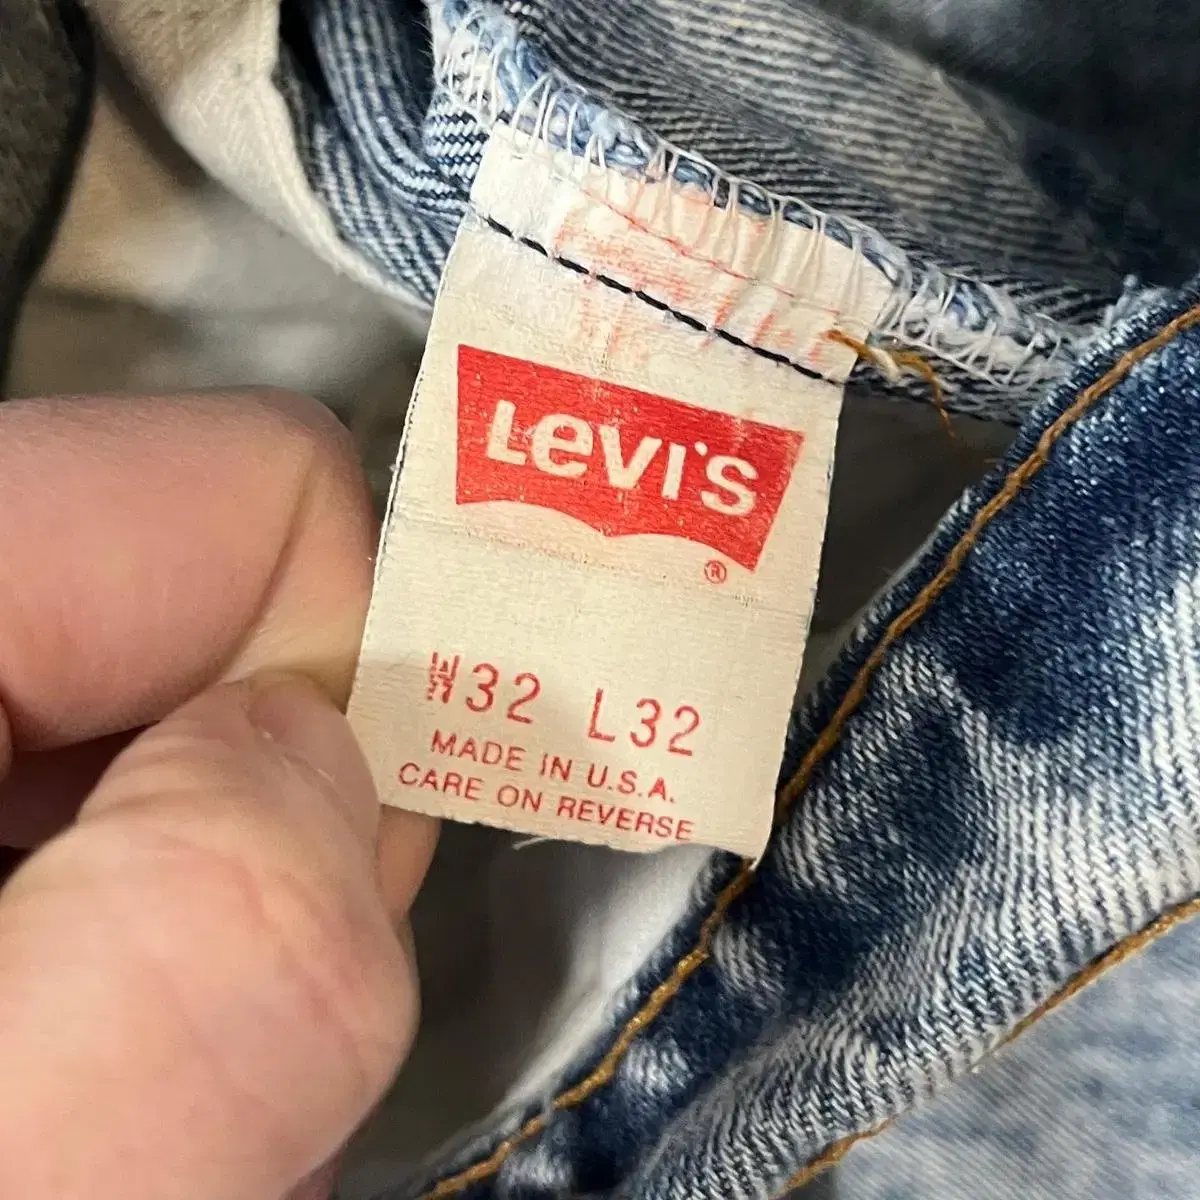 Levi's
®
W32 L32
MADE IN U.S.A.
CARE ON REVERSE